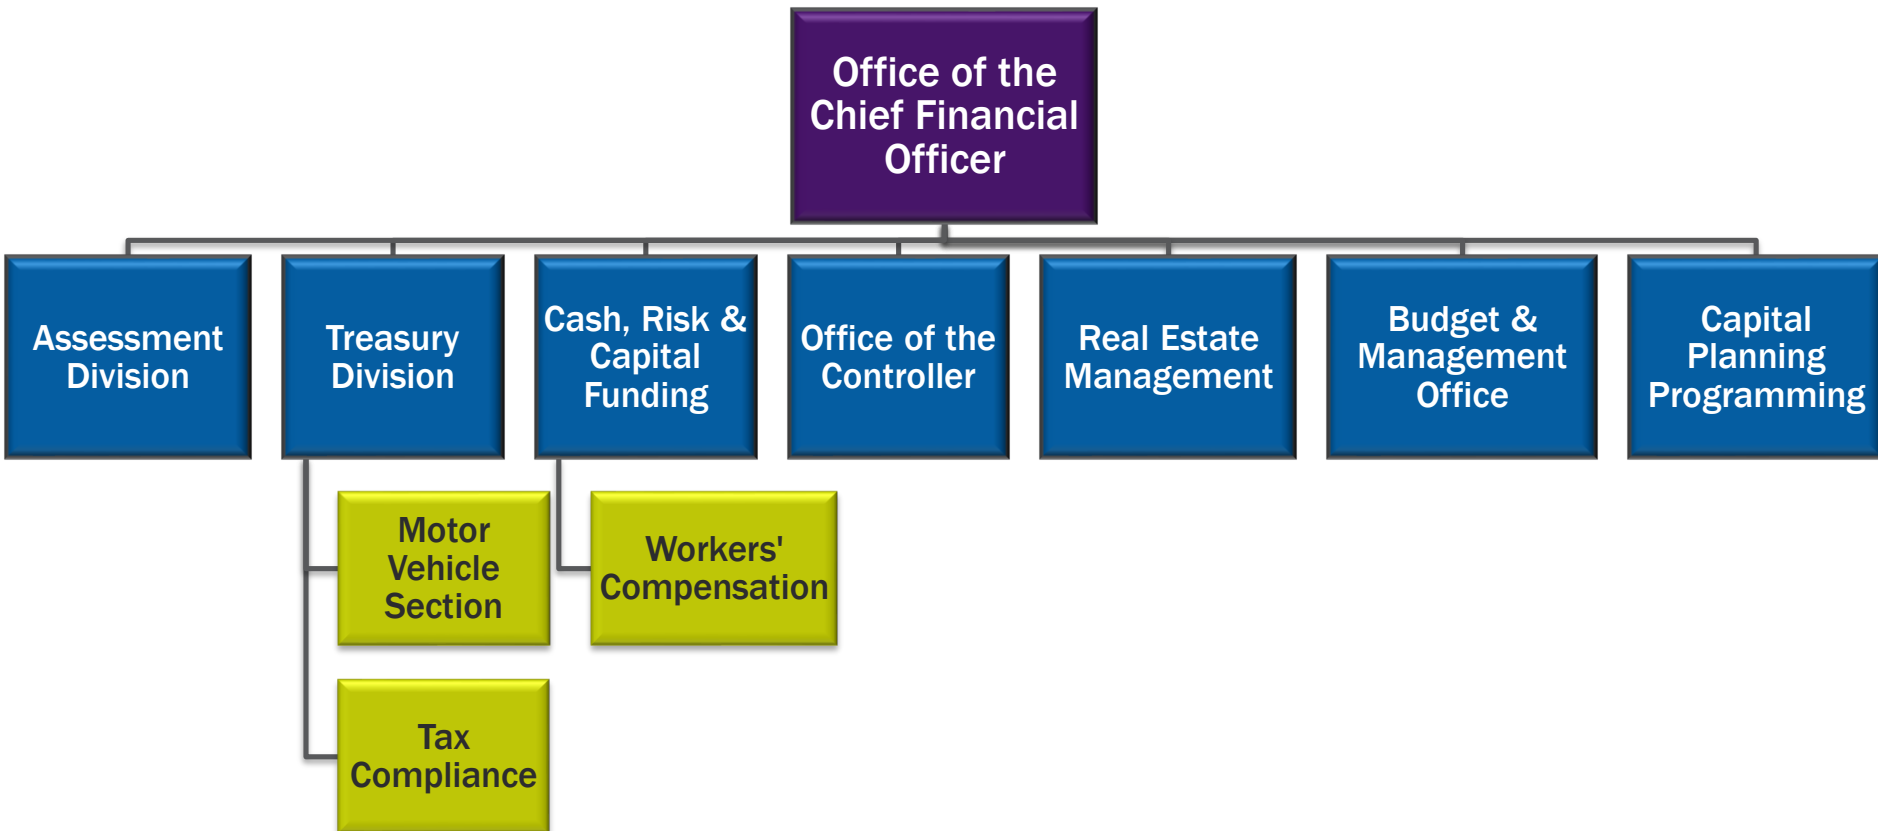 Office of the
Chief Financial
Officer
Assessment
Division
Treasury
Division
Cash, Risk &
Capital
Funding
Office of the
Controller
Real Estate
Management
Budget &
Management
Office
Capital
Planning
Programming
Motor
Vehicle
Section
Workers'
Compensation
Tax
Compliance